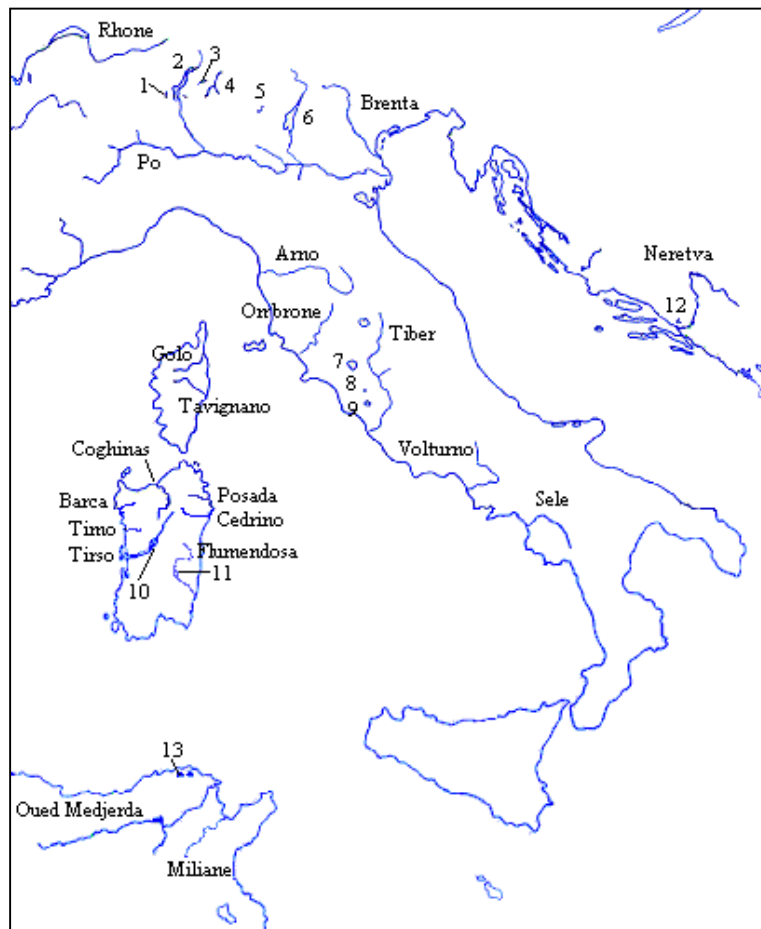 Rhone
3
2
1
4
5
6
Brenta
Po
Arno
Neretva
12
Ombrone
Tiber
Golo
7
8
9
Tavignano
Coghinas
Volturno
Barca
Posada
Sele
Timo
Cedrino
Tirso
Flumendosa
10
11
13
Oued Medjerda
Miliane